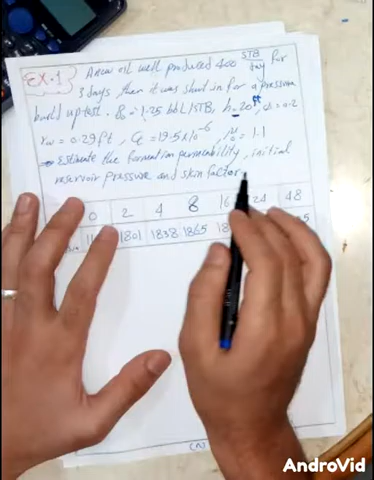 EX.1 A new oil well produced 400 STB/day for
3 days, then it was shut in for a pressure
build up test. βo = 1.25 bbl/STB, h = 20 ft, ø = 0.2
rw = 0.29 ft, Ct = 19.5 x 10^-6, μo = 1.1
estimate the formation permeability, initial
reservoir pressure and skin factor.
0 2 4 8 16 24 48
1801 1838 1865
(A)
AndroVid